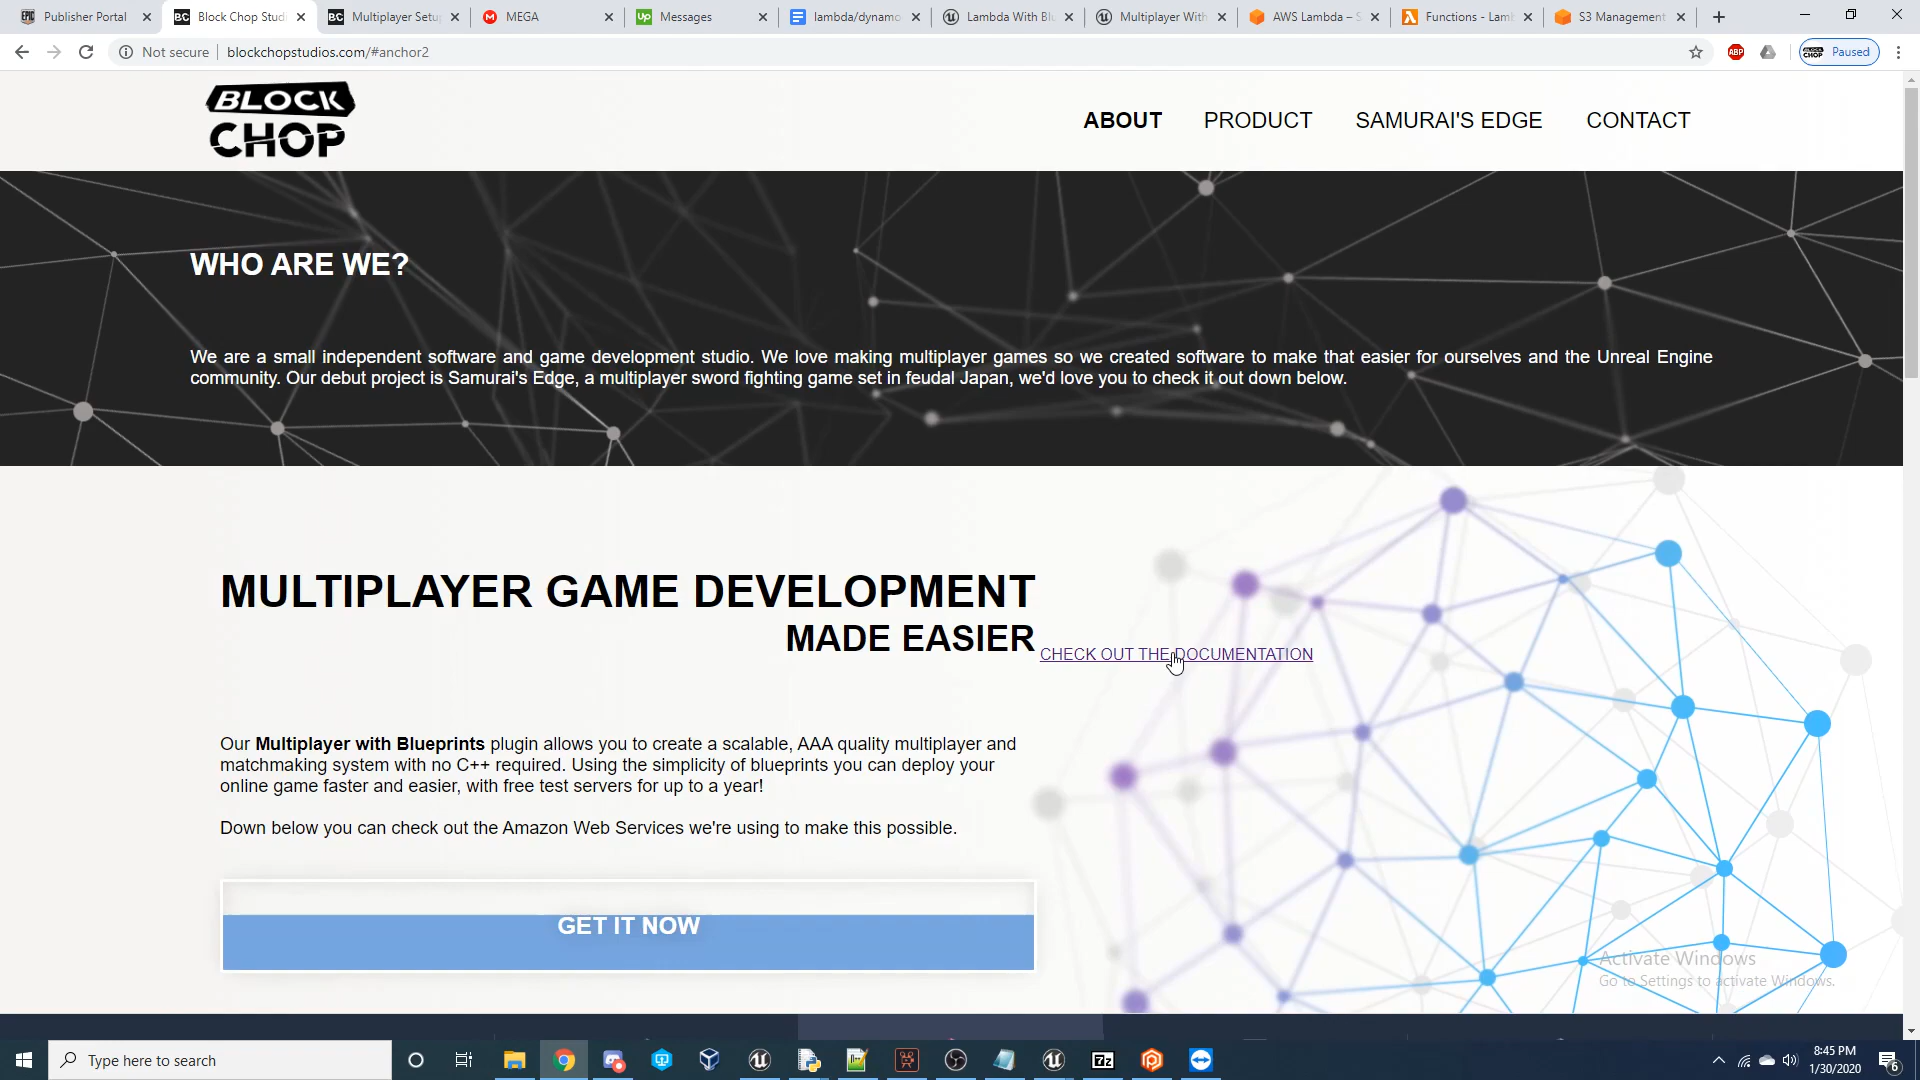 Publisher Portal
Block Chop Stud
Multiplayer Setu
MEGA
Messages
lambda/dynamo
Lambda With Bl
Multiplayer With
AWS Lambda – S
Functions - Lam
S3 Management
Not secure
blockchopstudios.com/#anchor2
ABP
BLOCK CHOP
Paused
BLOCK
CHOP
ABOUT
PRODUCT
SAMURAI'S EDGE
CONTACT
WHO ARE WE?
We are a small independent software and game development studio. We love making multiplayer games so we created software to make that easier for ourselves and the Unreal Engine
community. Our debut project is Samurai's Edge, a multiplayer sword fighting game set in feudal Japan, we'd love you to check it out down below.
MULTIPLAYER GAME DEVELOPMENT
MADE EASIER
CHECK OUT THE DOCUMENTATION
Our Multiplayer with Blueprints plugin allows you to create a scalable, AAA quality multiplayer and
matchmaking system with no C++ required. Using the simplicity of blueprints you can deploy your
online game faster and easier, with free test servers for up to a year!
Down below you can check out the Amazon Web Services we're using to make this possible.
GET IT NOW
Activate Windows
Go to Settings to activate Windows.
Type here to search
7z
8:45 PM
1/30/2020
6